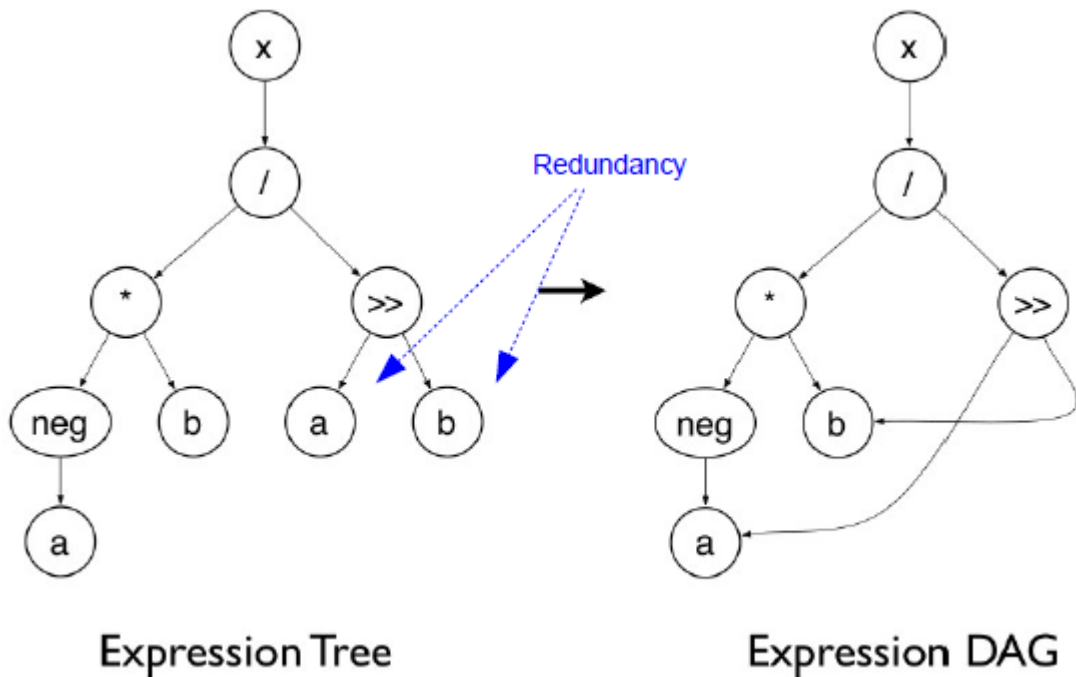 x
x
/
Redundancy
/
*
>>
*
>>
neg
b
a
b
neg
b
a
a
Expression Tree
Expression DAG